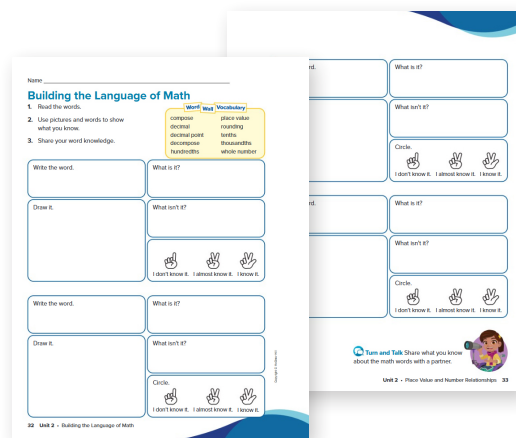 Name
Building the Language of Math
1. Read the words.
2. Use pictures and words to show
what you know.
3. Share your word knowledge.
Word Wall Vocabulary
compose
decimal
decimal point
decompose
hundredths
place value
rounding
tenths
thousandths
whole number
Write the word.
What is it?
Draw it.
What isn't it?
I don't know it. I almost know it. I know it.
Write the word.
What is it?
Draw it.
What isn't it?
Circle.
I don't know it. I almost know it. I know it.
32 Unit 2 • Building the Language of Math
rd.
What is it?
What isn't it?
Circle.
I don't know it. I almost know it. I know it.
rd.
What is it?
What isn't it?
Circle.
I don't know it. I almost know it. I know it.
Turn and Talk Share what you know
about the math words with a partner.
Unit 2 • Place Value and Number Relationships 33